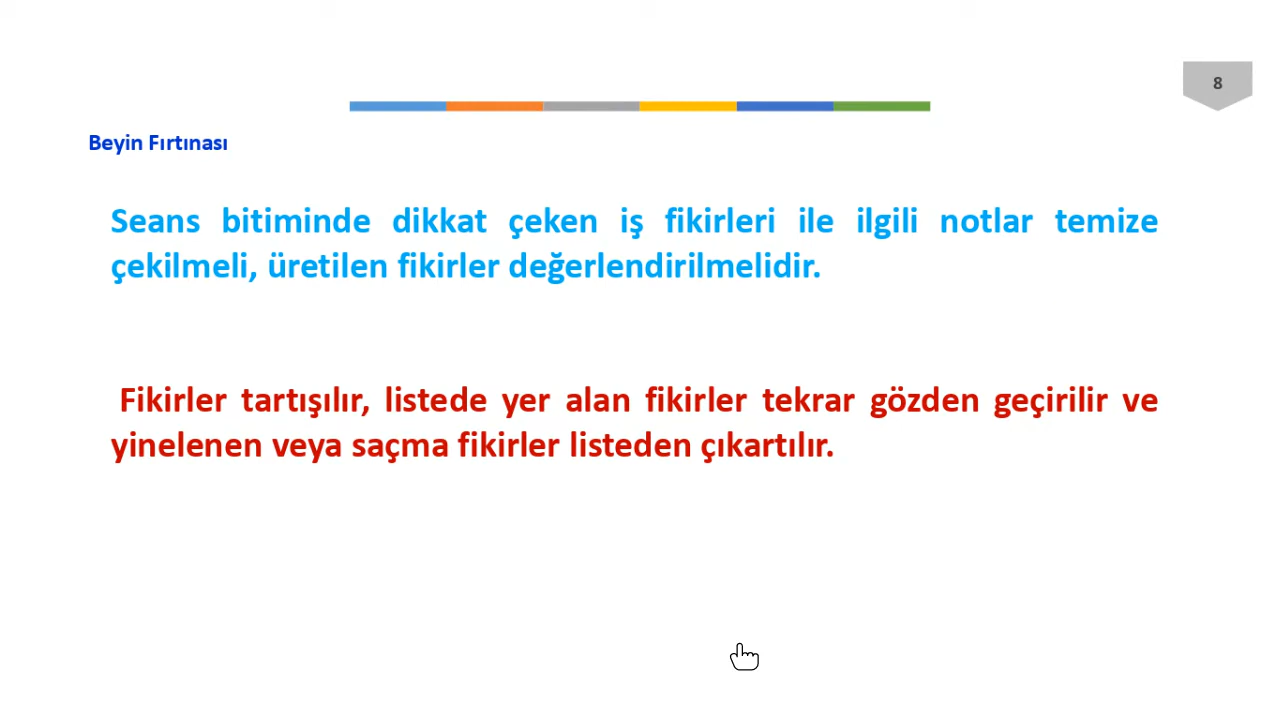 8
Beyin Fırtınası
Seans bitiminde dikkat çeken iş fikirleri ile ilgili notlar temize
çekilmeli, üretilen fikirler değerlendirilmelidir.
Fikirler tartışılır, listede yer alan fikirler tekrar gözden geçirilir ve
yinelenen veya saçma fikirler listeden çıkartılır.